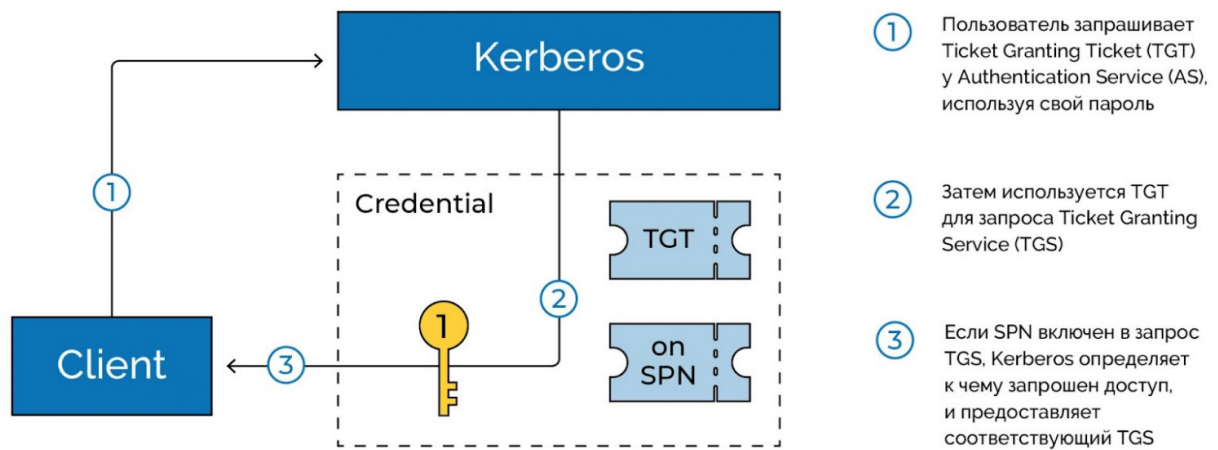 Kerberos
1
Credential
TGT
2
1
on
SPN
3
Client
1
Пользователь запрашивает
Ticket Granting Ticket (TGT)
у Authentication Service (AS),
используя свой пароль
2
Затем используется TGT
для запроса Ticket Granting
Service (TGS)
3
Если SPN включен в запрос
TGS, Kerberos определяет
к чему запрошен доступ,
и предоставляет
соответствующий TGS